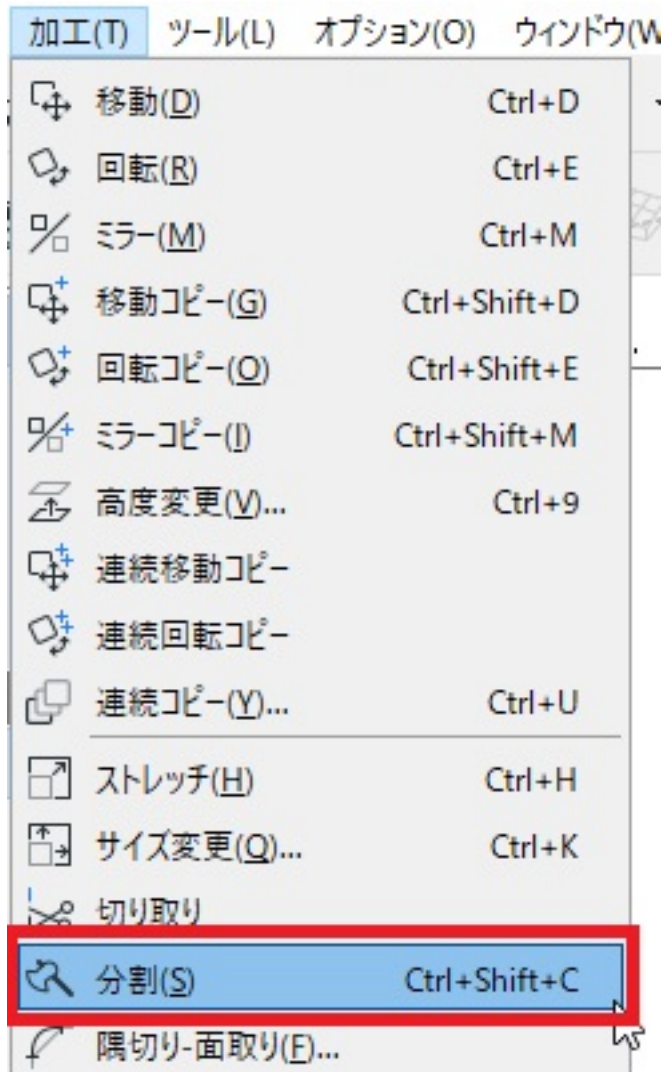 加工(T) ツール(L) オプション(O) ウィンドウ(W
移動(D) Ctrl+D
回転(R) Ctrl+E
ミラー(M) Ctrl+M
移動コピー(G) Ctrl+Shift+D
回転コピー(O) Ctrl+Shift+E
ミラーコピー(I) Ctrl+Shift+M
高度変更(V)... Ctrl+9
連続移動コピー
連続回転コピー
連続コピー(Y)... Ctrl+U
ストレッチ(H) Ctrl+H
サイズ変更(Q)... Ctrl+K
切り取り
分割(S) Ctrl+Shift+C
隅切り-面取り(F)...